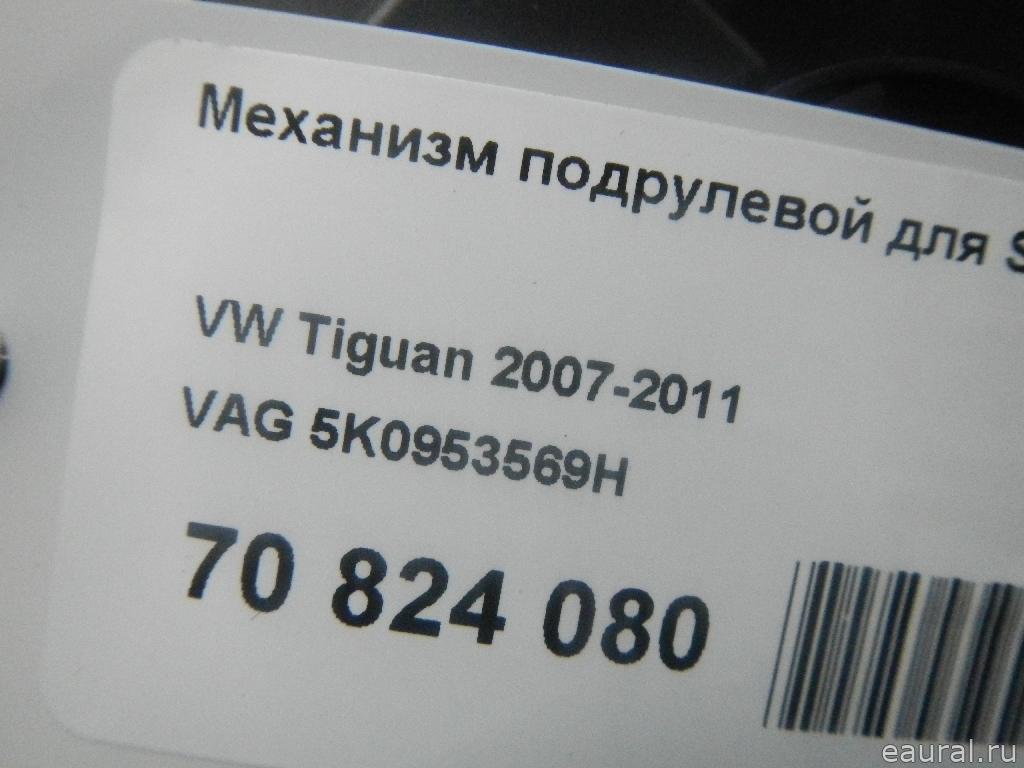 Механизм подрулевой для S
VW Tiguan 2007-2011
VAG 5K0953569H
70 824 080
eaural.ru